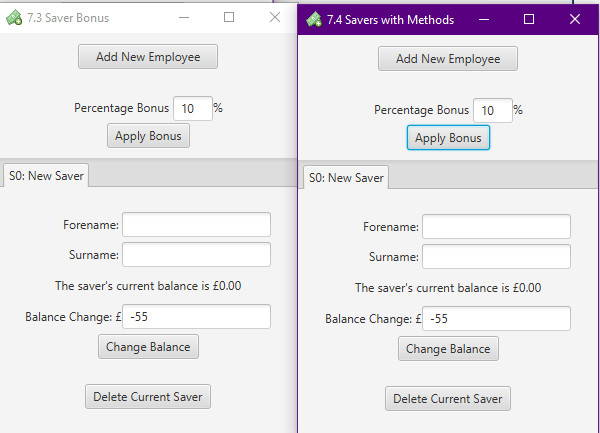 7.3 Saver Bonus
Add New Employee
Percentage Bonus 10 %
Apply Bonus
S0: New Saver
Forename:
Surname:
The saver's current balance is £0.00
Balance Change: £ -55
Change Balance
Delete Current Saver
7.4 Savers with Methods
Add New Employee
Percentage Bonus 10 %
Apply Bonus
S0: New Saver
Forename:
Surname:
The saver's current balance is £0.00
Balance Change: £ -55
Change Balance
Delete Current Saver